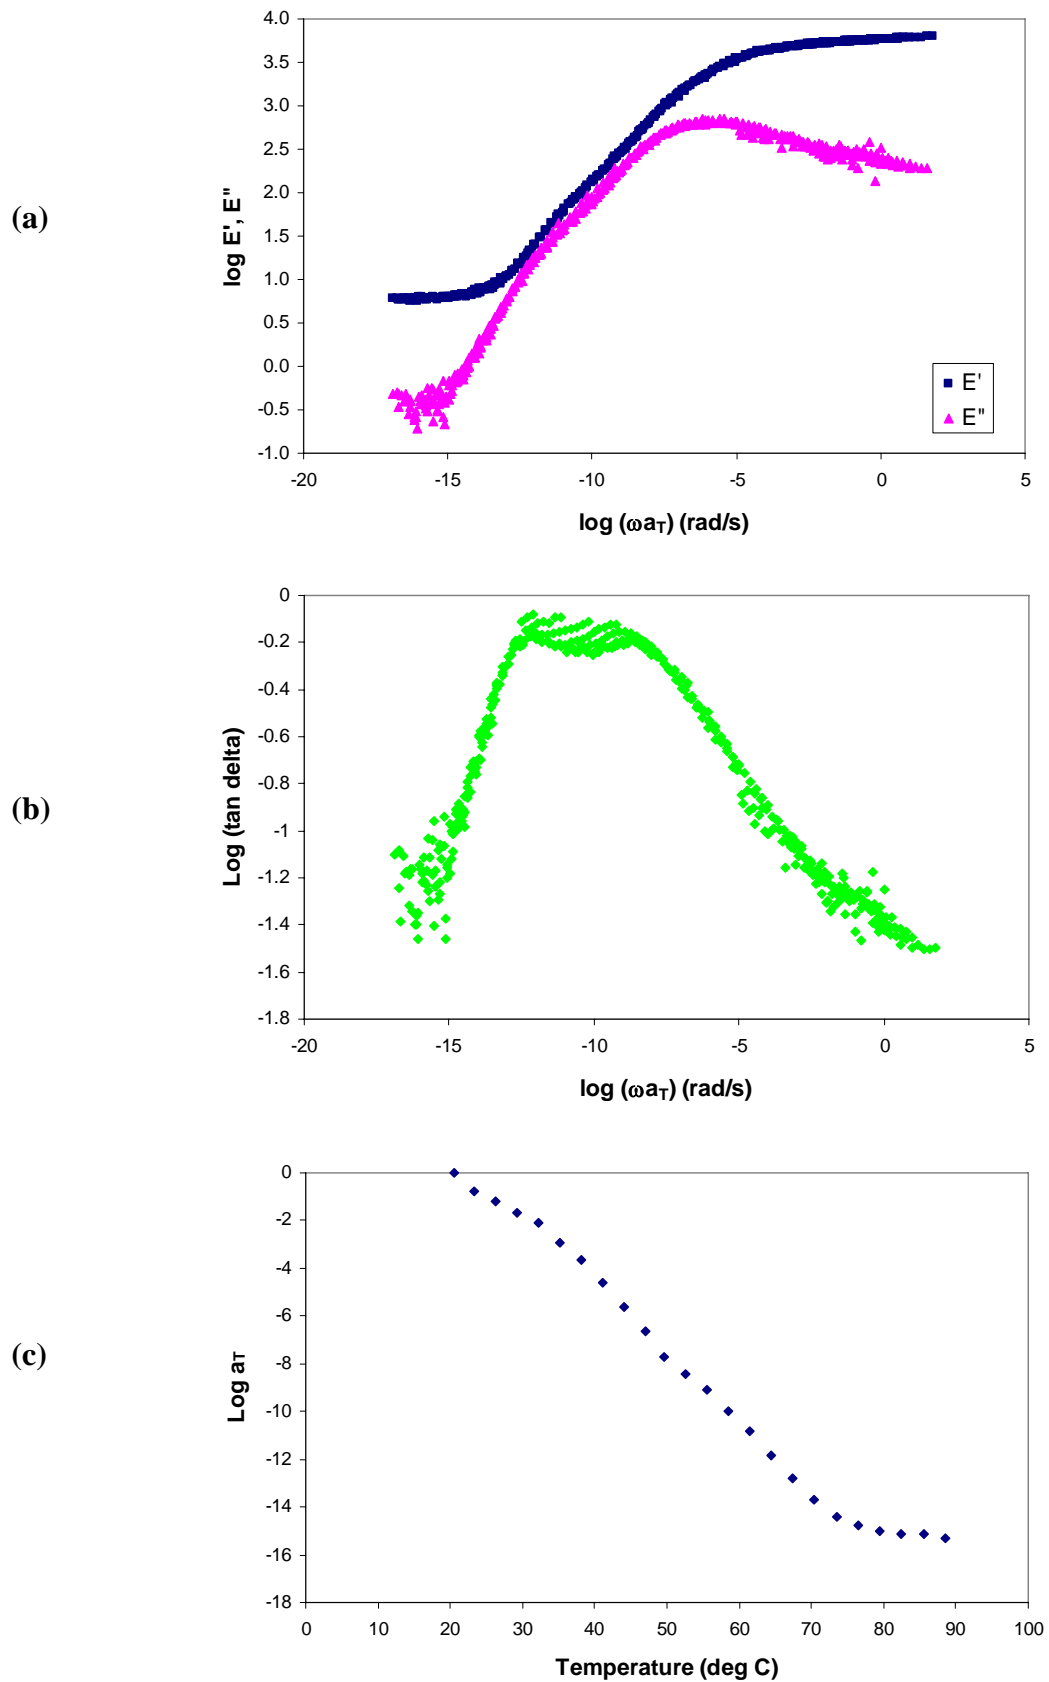 (a)
log E', E"
4.0
3.5
3.0
2.5
2.0
1.5
1.0
0.5
0.0
-0.5
-1.0
-20 -15 -10 -5 0 5
log (ωaT) (rad/s)
E'
E"
(b)
Log (tan delta)
0
-0.2
-0.4
-0.6
-0.8
-1
-1.2
-1.4
-1.6
-1.8
-20 -15 -10 -5 0 5
log (ωaT) (rad/s)
(c)
Log aT
0
-2
-4
-6
-8
-10
-12
-14
-16
-18
0 10 20 30 40 50 60 70 80 90 100
Temperature (deg C)